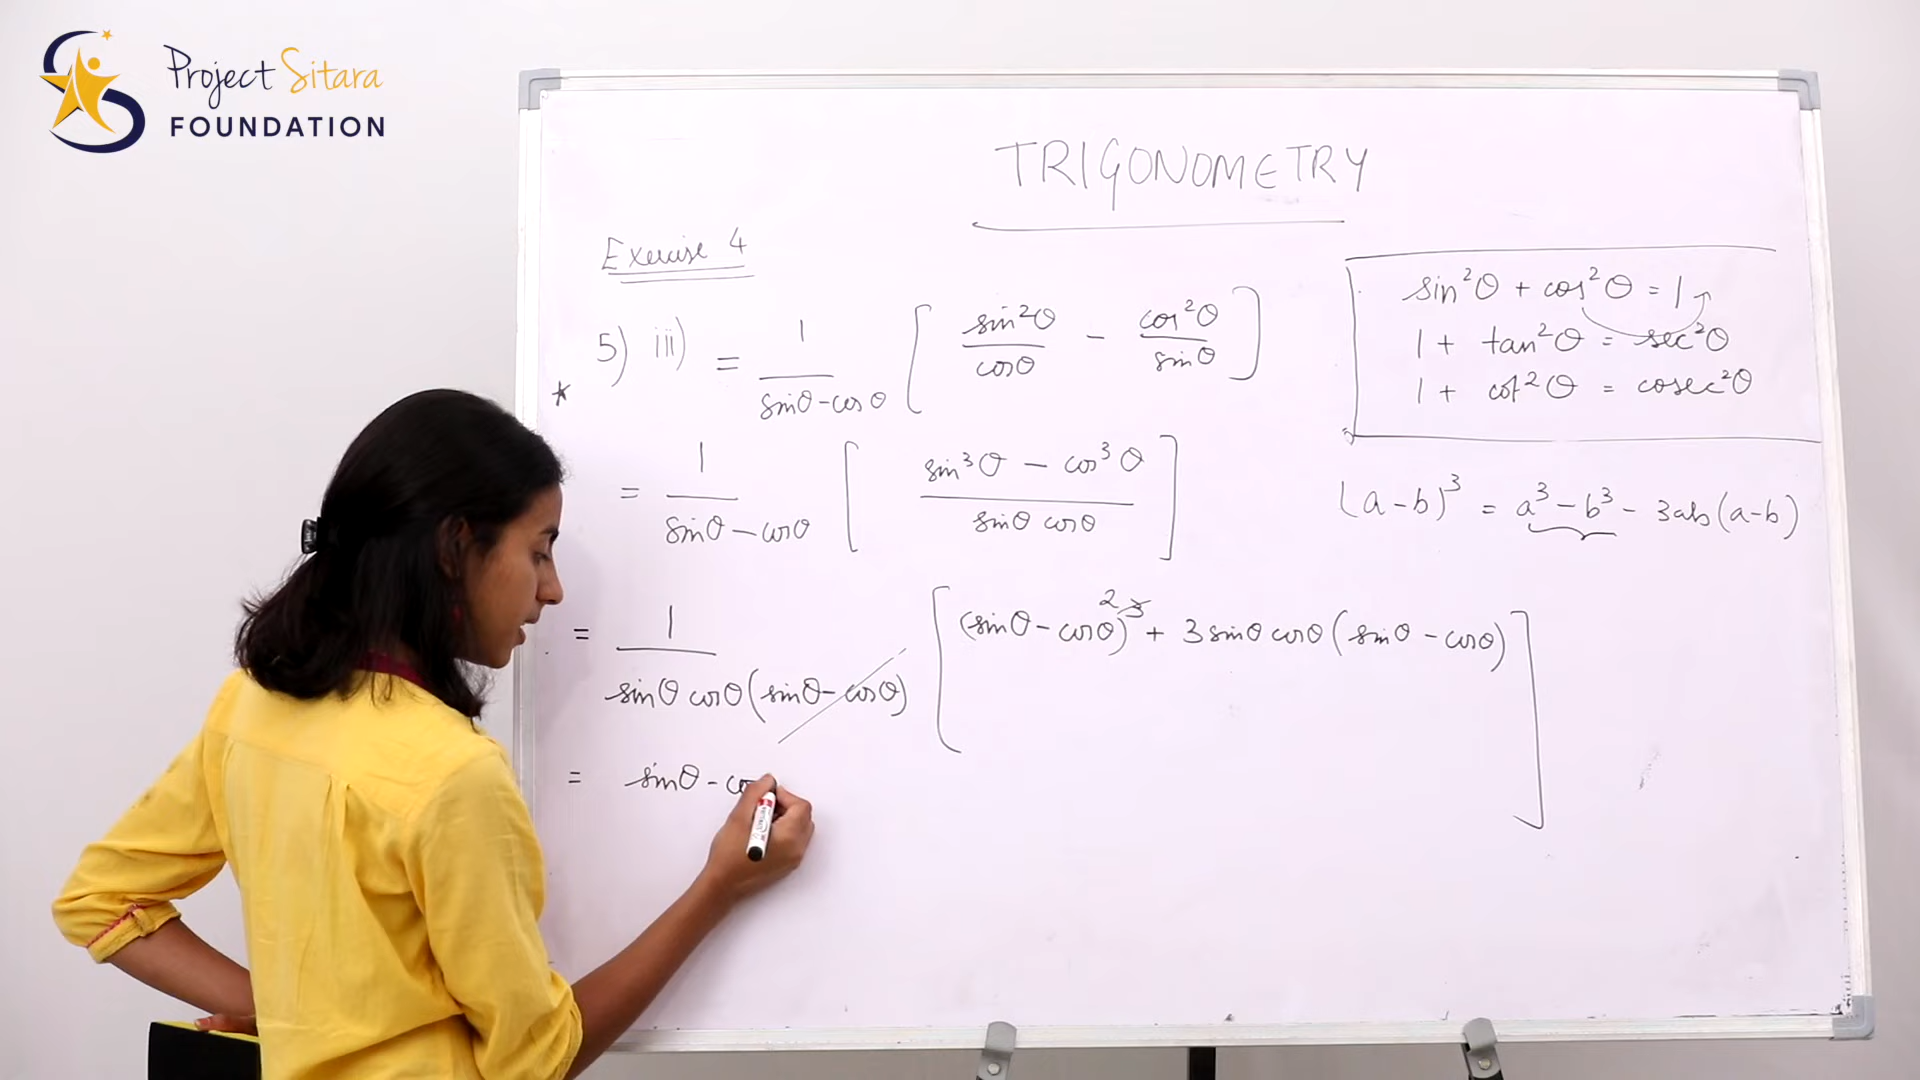 Project Sitara
FOUNDATION
TRIGONOMETRY
Exercise 4
5) iii) = 1/(sinθ - cosθ) [ sin²θ/cosθ - cos²θ/sinθ ]
= 1/(sinθ - cosθ) [ (sin³θ - cos³θ)/(sinθ cosθ) ]
= 1/(sinθ cosθ (sinθ - cosθ)) [ (sinθ - cosθ)^2 3 + 3 sinθ cosθ (sinθ - cosθ) ]
= sinθ - co
sin²θ + cos²θ = 1
1 + tan²θ = sec²θ
1 + cot²θ = cosec²θ
(a-b)³ = a³ - b³ - 3ab(a-b)